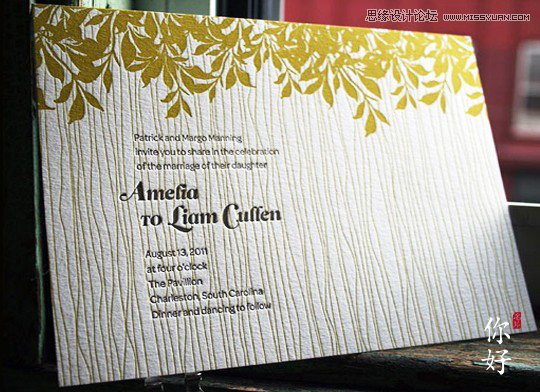 思缘设计论坛 WWW.MISSYUAN.COM
Patrick and Margo Manning
invite you to share in the celebration
of the marriage of their daughter
Amelia
to Liam Cullen
August 13, 2011
at four o'clock
The Pavilion
Charleston, South Carolina
Dinner and dancing to follow
你好